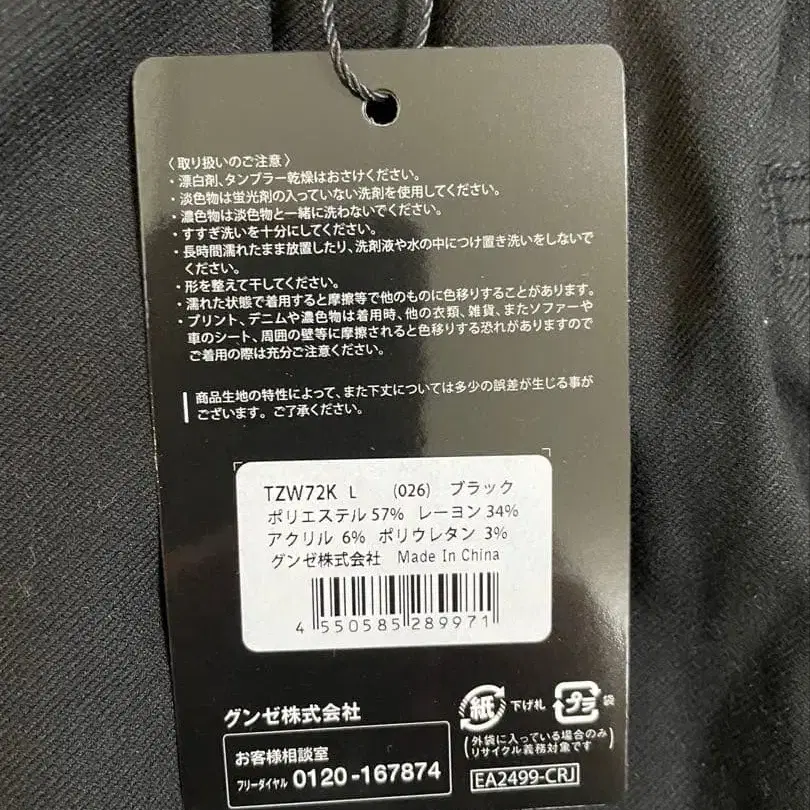 〈取り扱いのご注意〉
・漂白剤、タンブラー乾燥はおさけください。
・淡色物は蛍光剤の入っていない洗剤を使用してください。
・濃色物は淡色物と一緒に洗わないでください。
・すすぎ洗いを十分にしてください。
・長時間濡れたまま放置したり、洗剤液や水の中につけ置き洗いをしないで
ください。
・形を整えて干してください。
・濡れた状態で着用すると摩擦等で他のものに色移りすることがあります。
・プリント、デニムや濃色物は着用時、他の衣類、雑貨、またソファーや
車のシート、周囲の壁等に摩擦されると色移りする恐れがありますので
ご着用の際は充分ご注意ください。
商品生地の特性によって、また下丈については多少の誤差が生じる事が
ございます。ご了承ください。
TZW72K L (026) ブラック
ポリエステル 57% レーヨン 34%
アクリル 6% ポリウレタン 3%
グンゼ株式会社 Made In China
4 550585 289971
グンゼ株式会社
お客様相談室
フリーダイヤル 0120-167874
紙 下げ札 プラ 袋
(外袋に入っている場合のみ
リサイクル義務対象です)
EA2499-CRJ